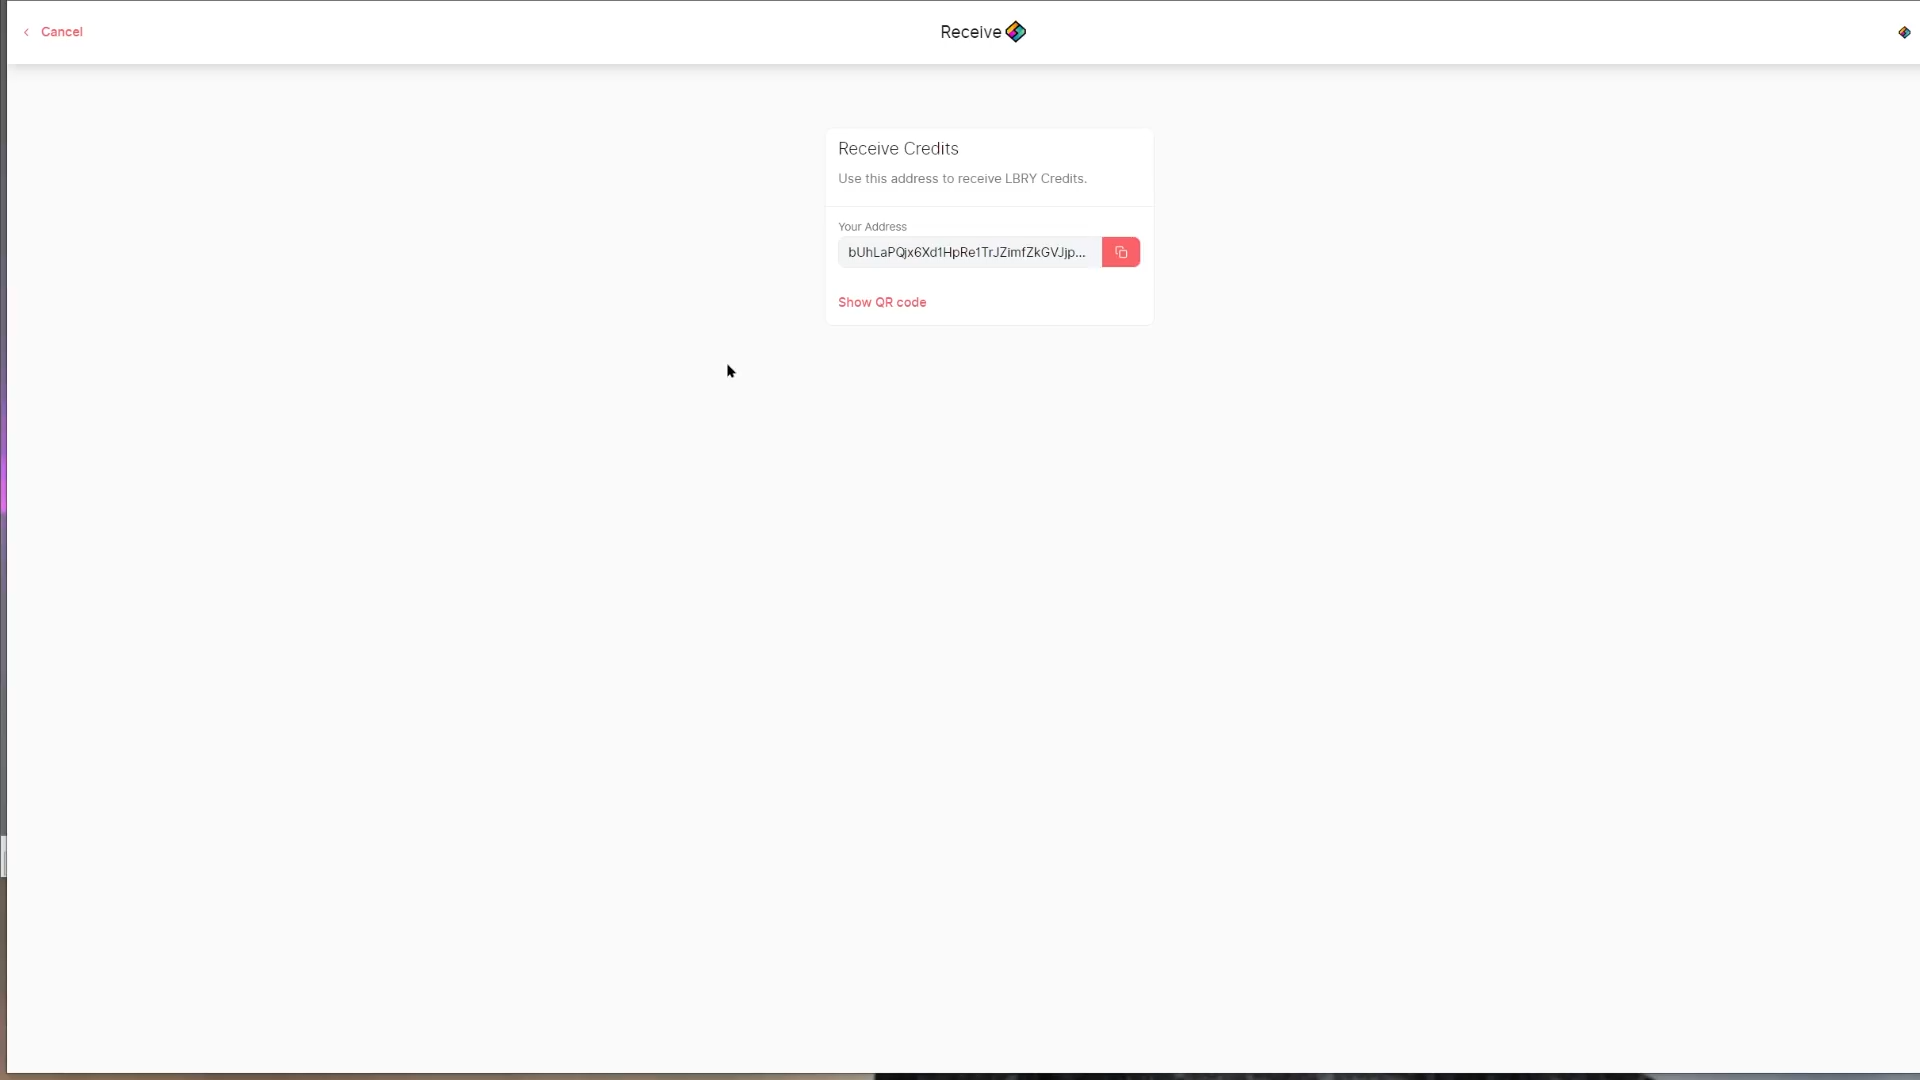 Cancel
Receive
Receive Credits
Use this address to receive LBRY Credits.
Your Address
bUhLaPQjx6Xd1HpRe1TrJZimfZkGVJjp...
Show QR code